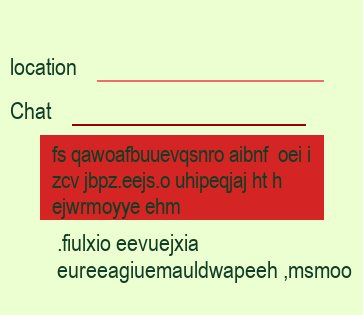 location
Chat
fs qawoafbuuevqsnro aibnf oei i
zcv jbpz.eejs.o uhipeqjaj ht h
ejwrmoyye ehm
.fiulxio eevuejxia
eureeagiuemauldwapeeh ,msmoo